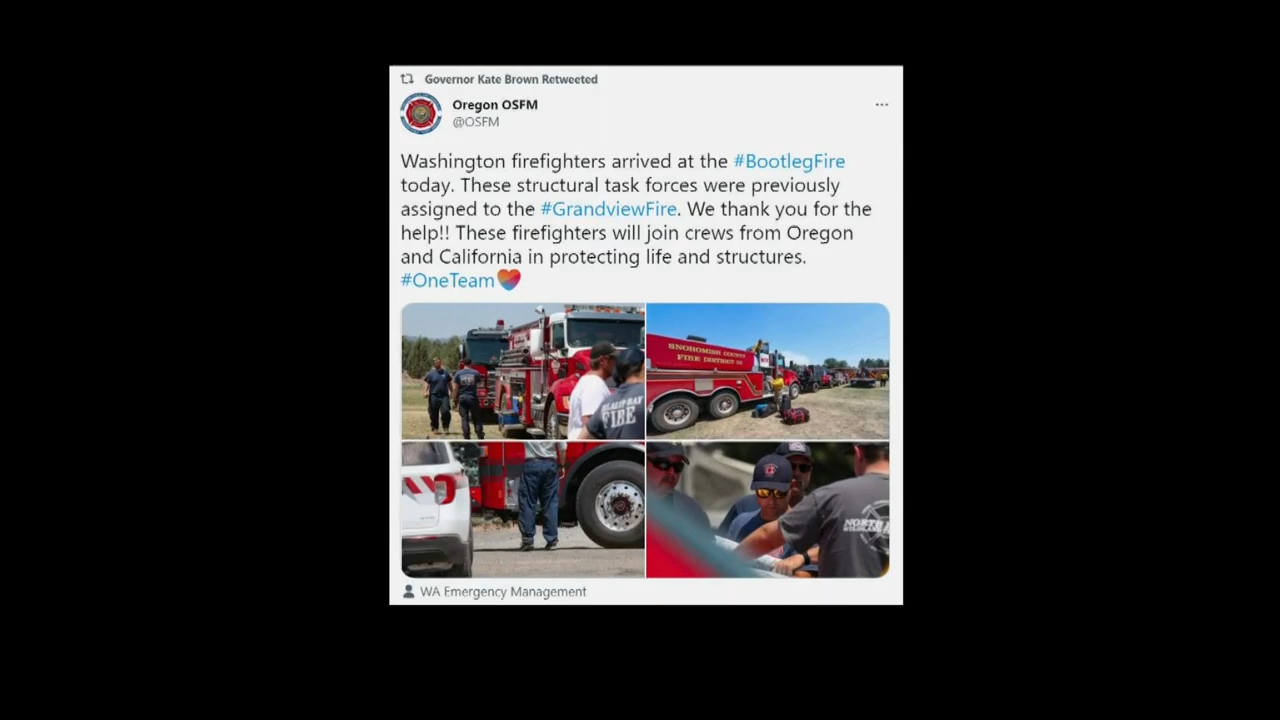 Governor Kate Brown Retweeted
Oregon OSFM
@OSFM
Washington firefighters arrived at the #BootlegFire
today. These structural task forces were previously
assigned to the #GrandviewFire. We thank you for the
help!! These firefighters will join crews from Oregon
and California in protecting life and structures.
#OneTeam
SNOHOMISH COUNTY
FIRE DISTRICT
BAY
FIRE
NORTH
WA Emergency Management